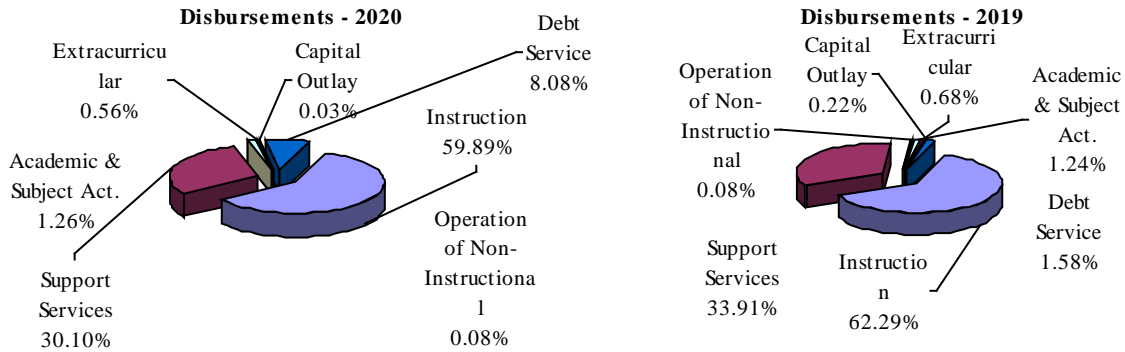 Disbursements - 2020
Extracurricu
lar
0.56%
Capital
Outlay
0.03%
Debt
Service
8.08%
Instruction
59.89%
Academic &
Subject Act.
1.26%
Support
Services
30.10%
Operation
of Non-
Instructiona
l
0.08%
Disbursements - 2019
Operation
of Non-
Instructio
nal
0.08%
Capital
Outlay
0.22%
Extracurri
cular
0.68%
Academic
& Subject
Act.
1.24%
Debt
Service
1.58%
Support
Services
33.91%
Instructio
n
62.29%